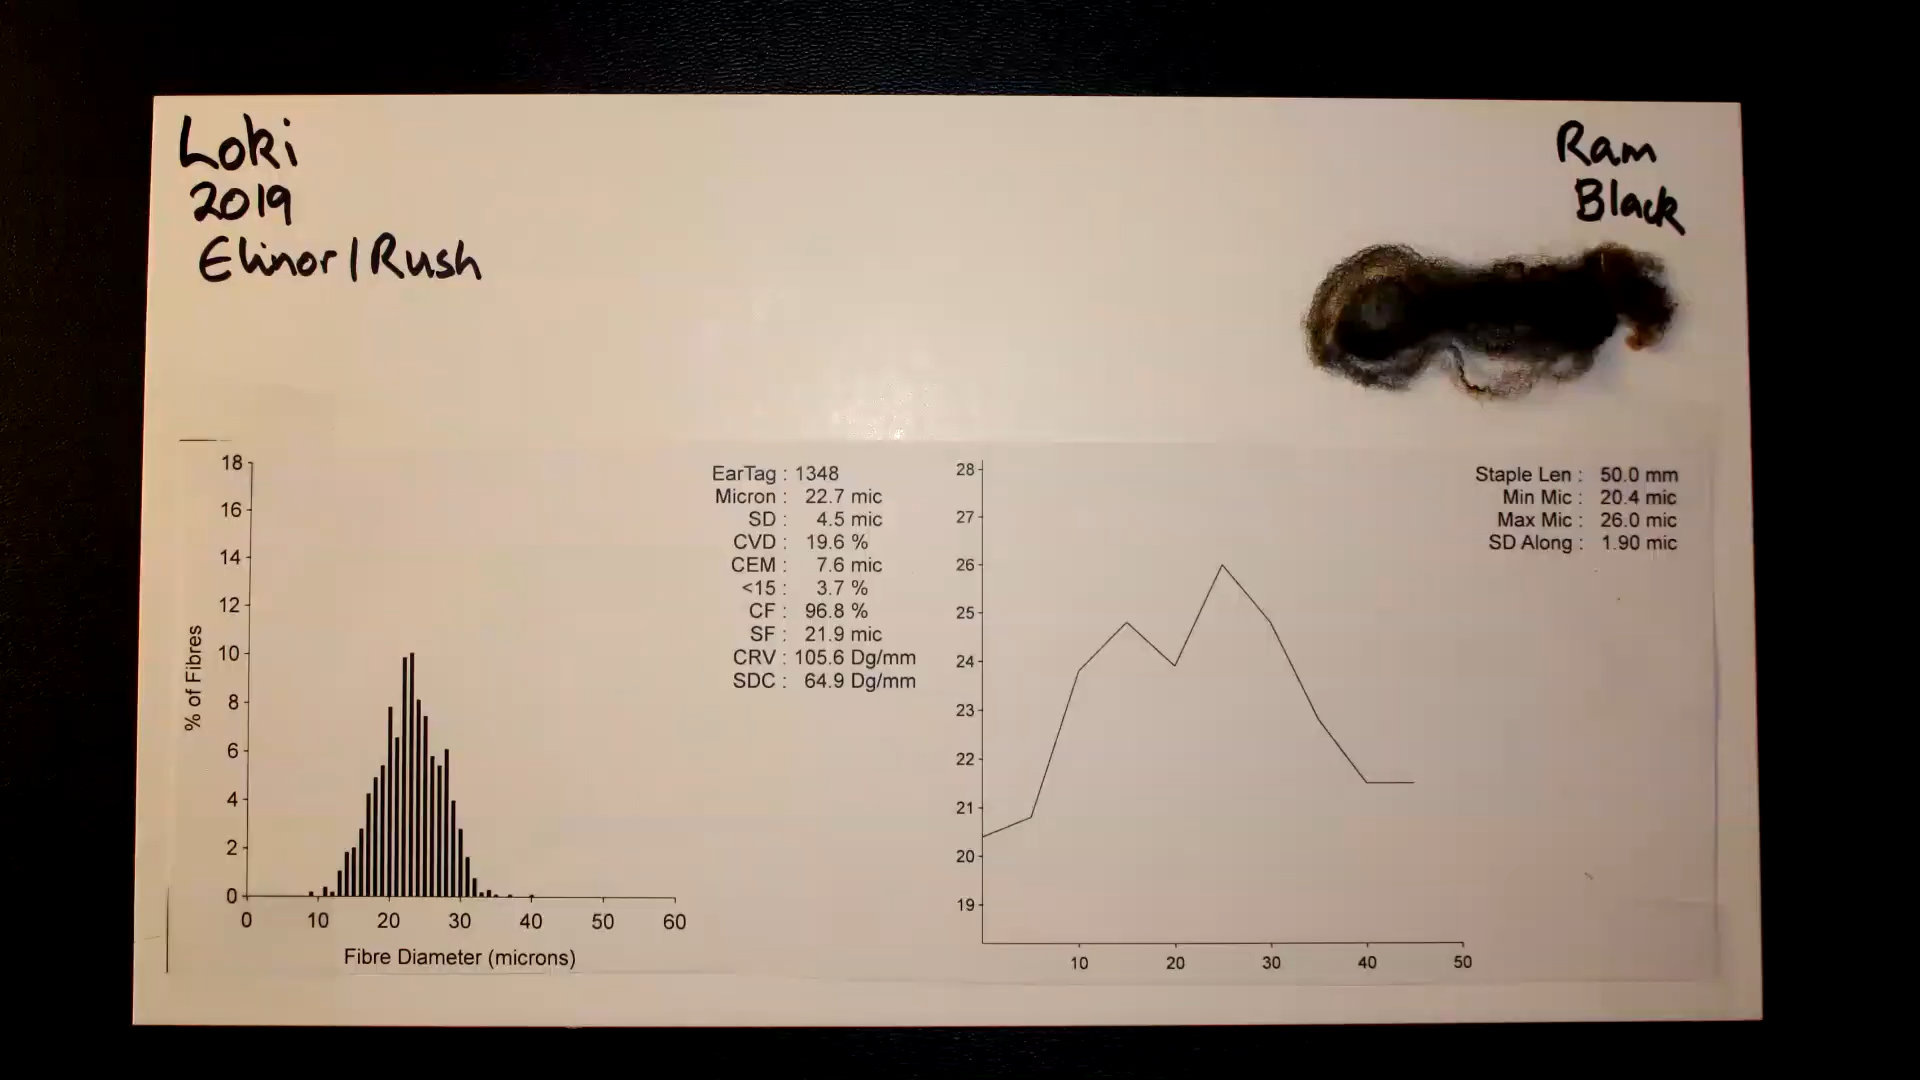 Loki
2019
Elinor/Rush
Ram
Black
18
16
14
12
10
8
6
4
2
0
% of Fibres
0 10 20 30 40 50 60
Fibre Diameter (microns)
EarTag : 1348
Micron : 22.7 mic
SD : 4.5 mic
CVD : 19.6 %
CEM : 7.6 mic
<15 : 3.7 %
CF : 96.8 %
SF : 21.9 mic
CRV : 105.6 Dg/mm
SDC : 64.9 Dg/mm
28
27
26
25
24
23
22
21
20
19
10 20 30 40 50
Staple Len : 50.0 mm
Min Mic : 20.4 mic
Max Mic : 26.0 mic
SD Along : 1.90 mic